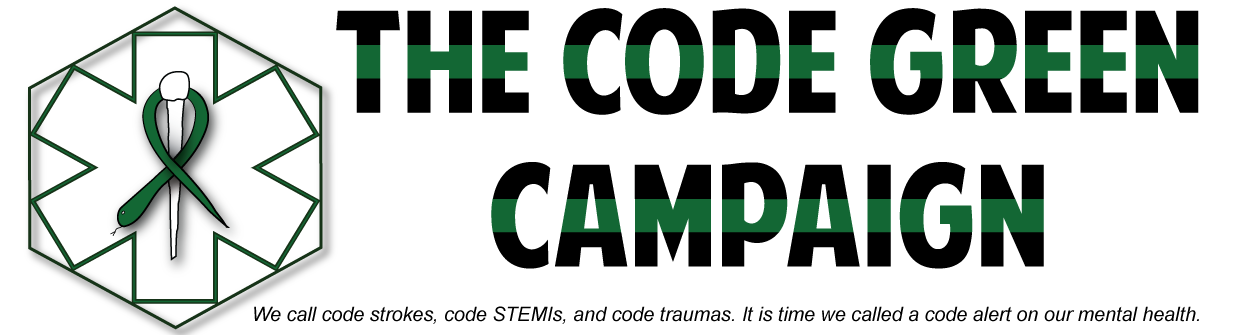 THE CODE GREEN
CAMPAIGN
We call code strokes, code STEMIs, and code traumas. It is time we called a code alert on our mental health.